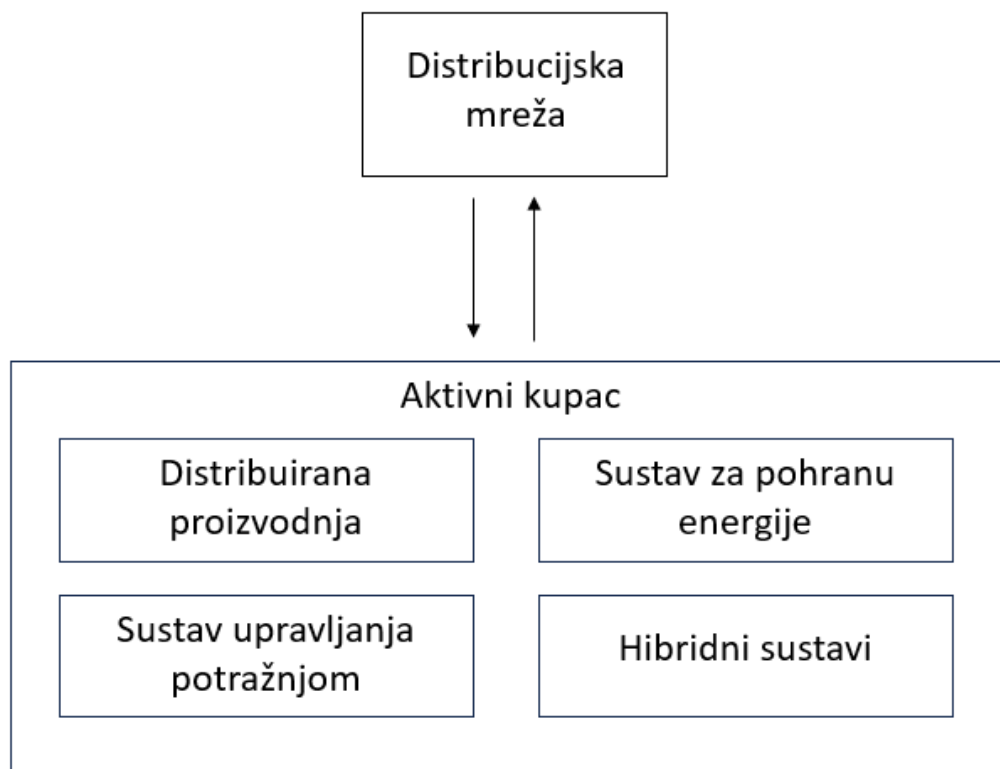 Distribucijska
mreža
Aktivni kupac
Distribuirana
proizvodnja
Sustav za pohranu
energije
Sustav upravljanja
potražnjom
Hibridni sustavi